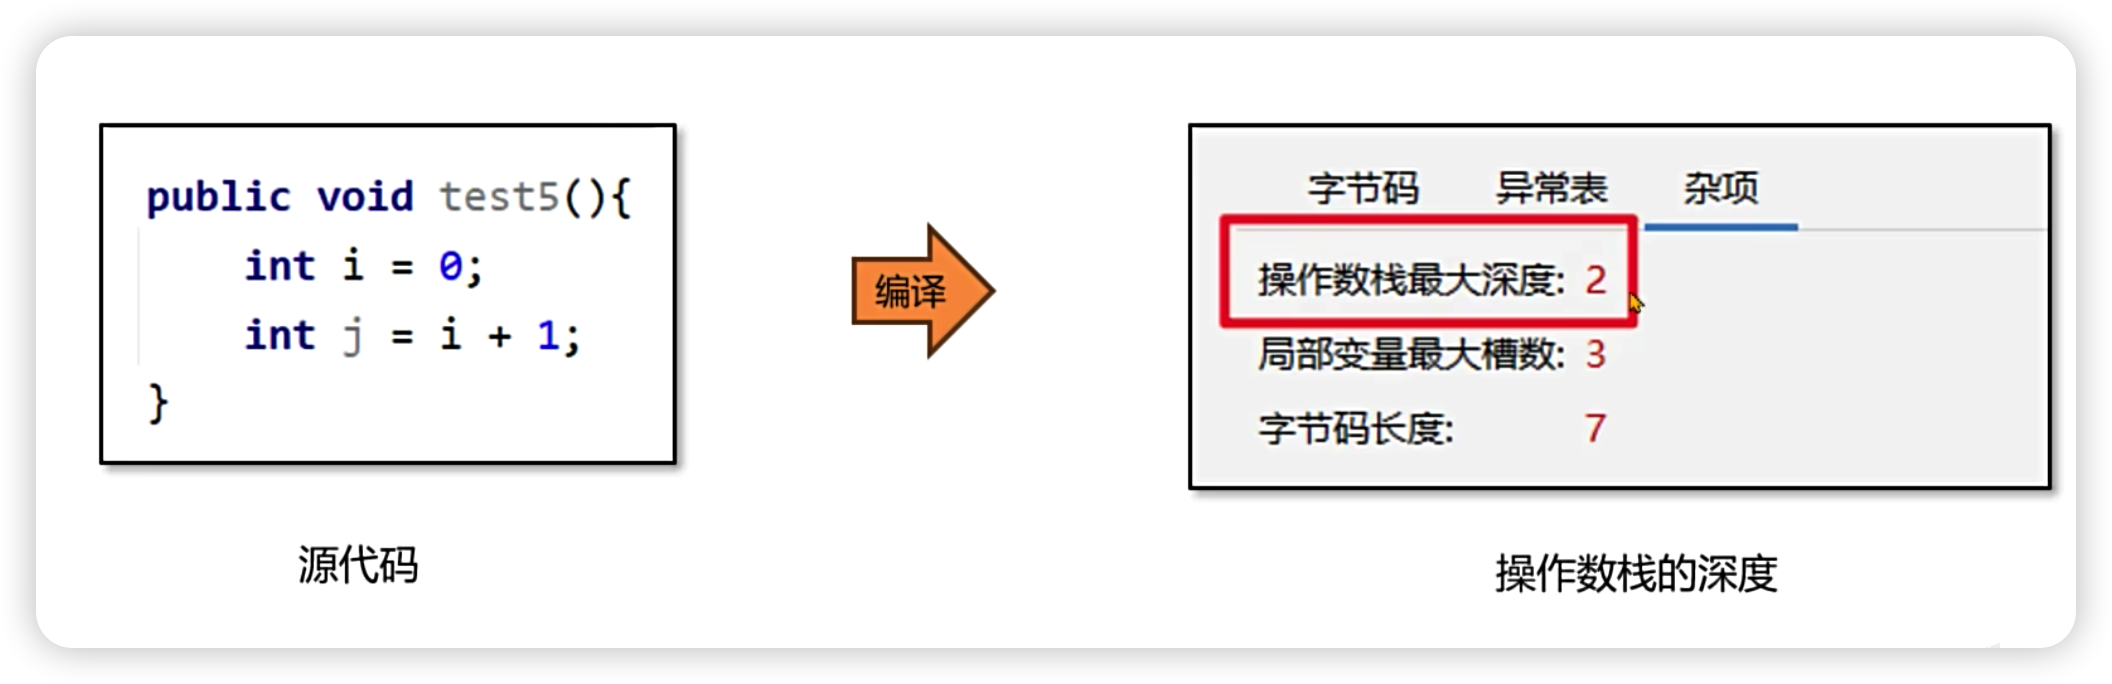 public void test5(){
int i = 0;
int j = i + 1;
}
源代码
编译
字节码 异常表 杂项
操作数栈最大深度: 2
局部变量最大槽数: 3
字节码长度: 7
操作数栈的深度